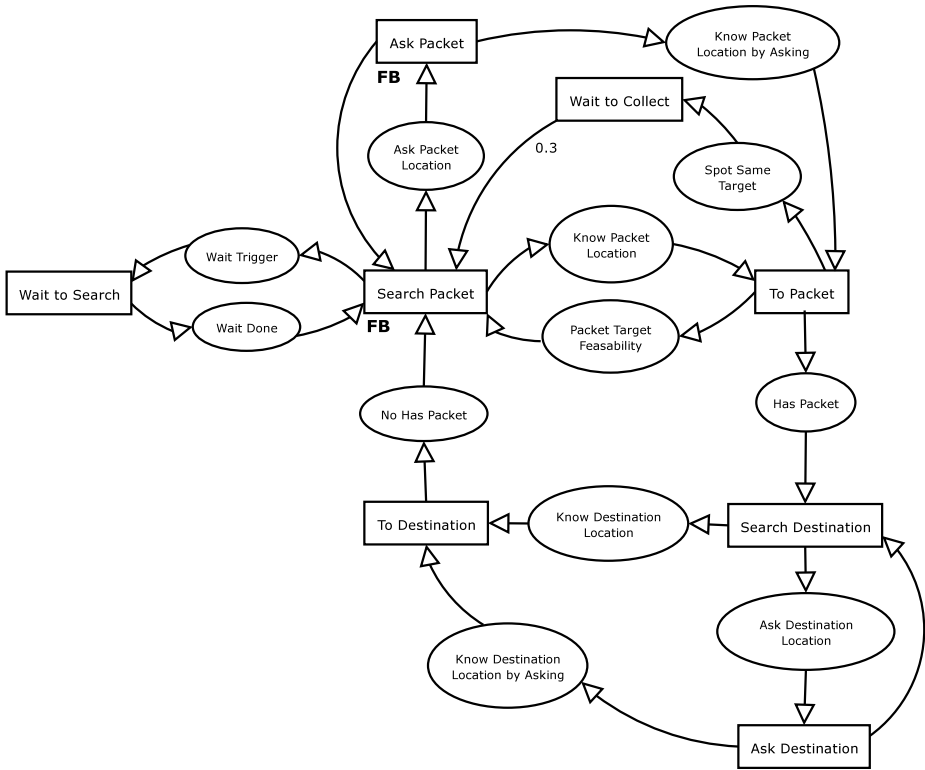 Ask Packet
FB
Know Packet
Location by Asking
Wait to Collect
0.3
Ask Packet
Location
Spot Same
Target
Wait Trigger
Know Packet
Location
Wait to Search
Search Packet
FB
To Packet
Wait Done
Packet Target
Feasability
No Has Packet
Has Packet
To Destination
Know Destination
Location
Search Destination
Ask Destination
Location
Know Destination
Location by Asking
Ask Destination